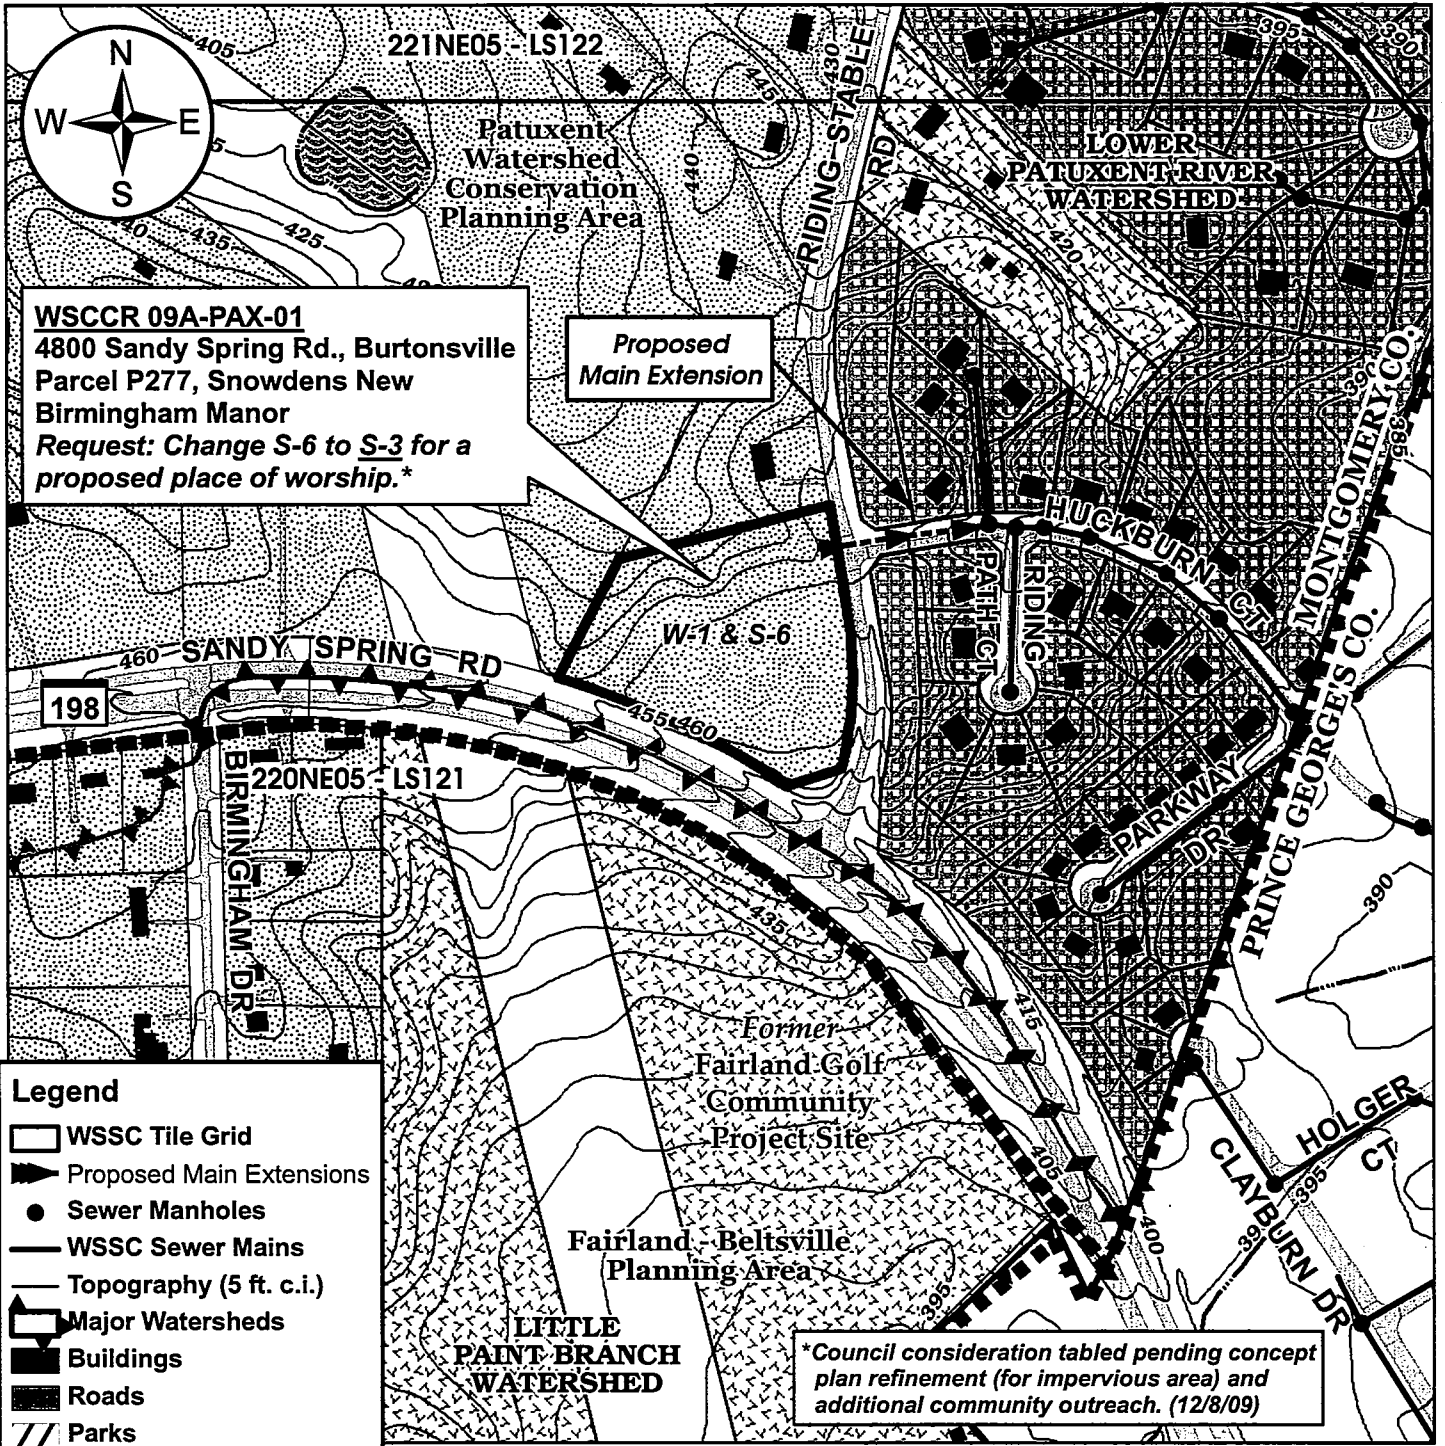 N
W E
S
405
221NE05 - LS122
430
395
390
445
440
RIDING STABLE
RD
Patuxent
Watershed
Conservation
Planning Area
LOWER
PATUXENT RIVER
WATERSHED
435
425
420
WSCCR 09A-PAX-01
4800 Sandy Spring Rd., Burtonsville
Parcel P277, Snowdens New
Birmingham Manor
Request: Change S-6 to S-3 for a
proposed place of worship.*
Proposed
Main Extension
390
385
MONTGOMERY CO.
PRINCE GEORGE'S CO.
HUCKBURN
CT
PATH CT
RIDING
W-1 & S-6
460
SANDY SPRING RD
198
455
460
220NE05 - LS121
BIRMINGHAM DR
PARKWAY
DR
390
435
415
Former
Fairland Golf
Community
Project Site
405
400
HOLGER
CT
CLAYBURN DR
395
395
Fairland - Beltsville
Planning Area
LITTLE
PAINT BRANCH
WATERSHED
Legend
WSSC Tile Grid
Proposed Main Extensions
Sewer Manholes
WSSC Sewer Mains
Topography (5 ft. c.i.)
Major Watersheds
Buildings
Roads
Parks
*Council consideration tabled pending concept
plan refinement (for impervious area) and
additional community outreach. (12/8/09)